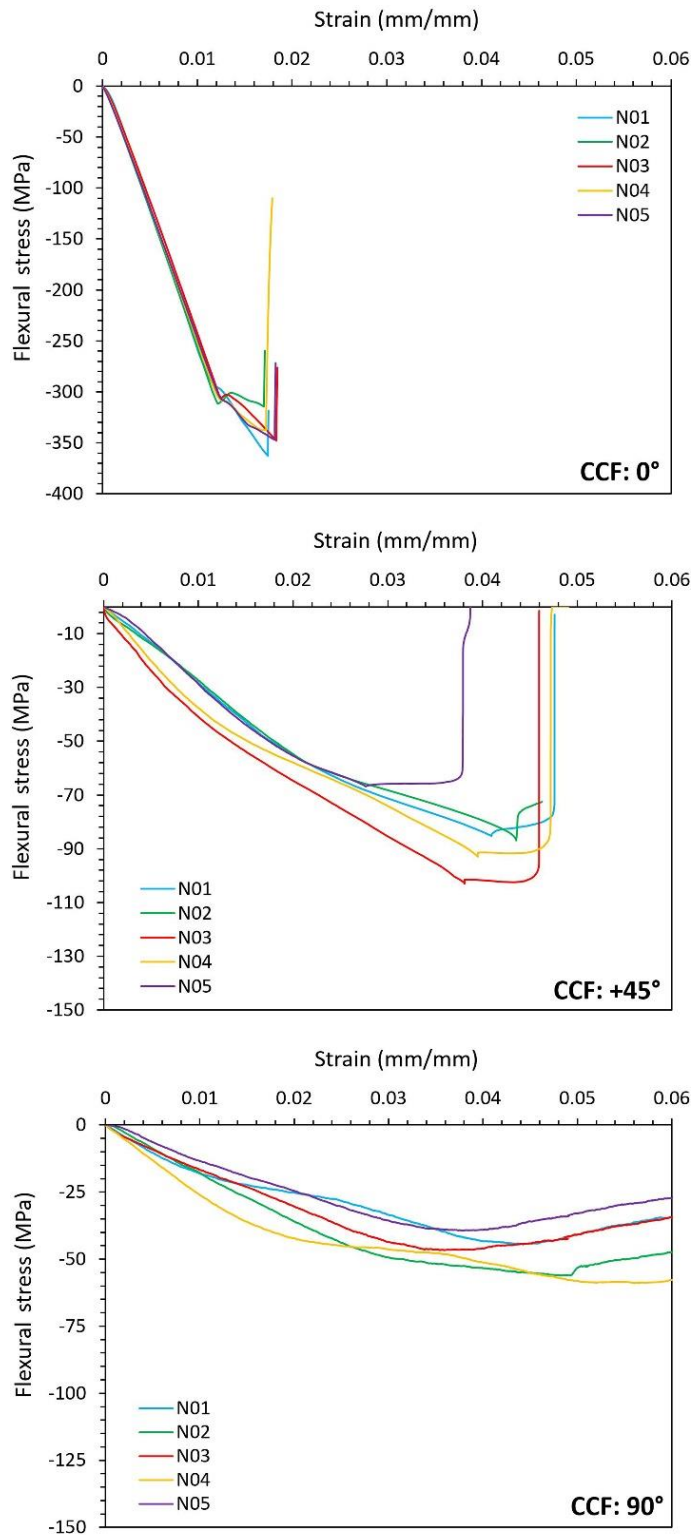 Strain (mm/mm)
0 0.01 0.02 0.03 0.04 0.05 0.06
Flexural stress (MPa)
0
-50
-100
-150
-200
-250
-300
-350
-400
N01
N02
N03
N04
N05
CCF: 0°
Strain (mm/mm)
0 0.01 0.02 0.03 0.04 0.05 0.06
Flexural stress (MPa)
-10
-30
-50
-70
-90
-110
-130
-150
N01
N02
N03
N04
N05
CCF: +45°
Strain (mm/mm)
0 0.01 0.02 0.03 0.04 0.05 0.06
Flexural stress (MPa)
0
-25
-50
-75
-100
-125
-150
N01
N02
N03
N04
N05
CCF: 90°